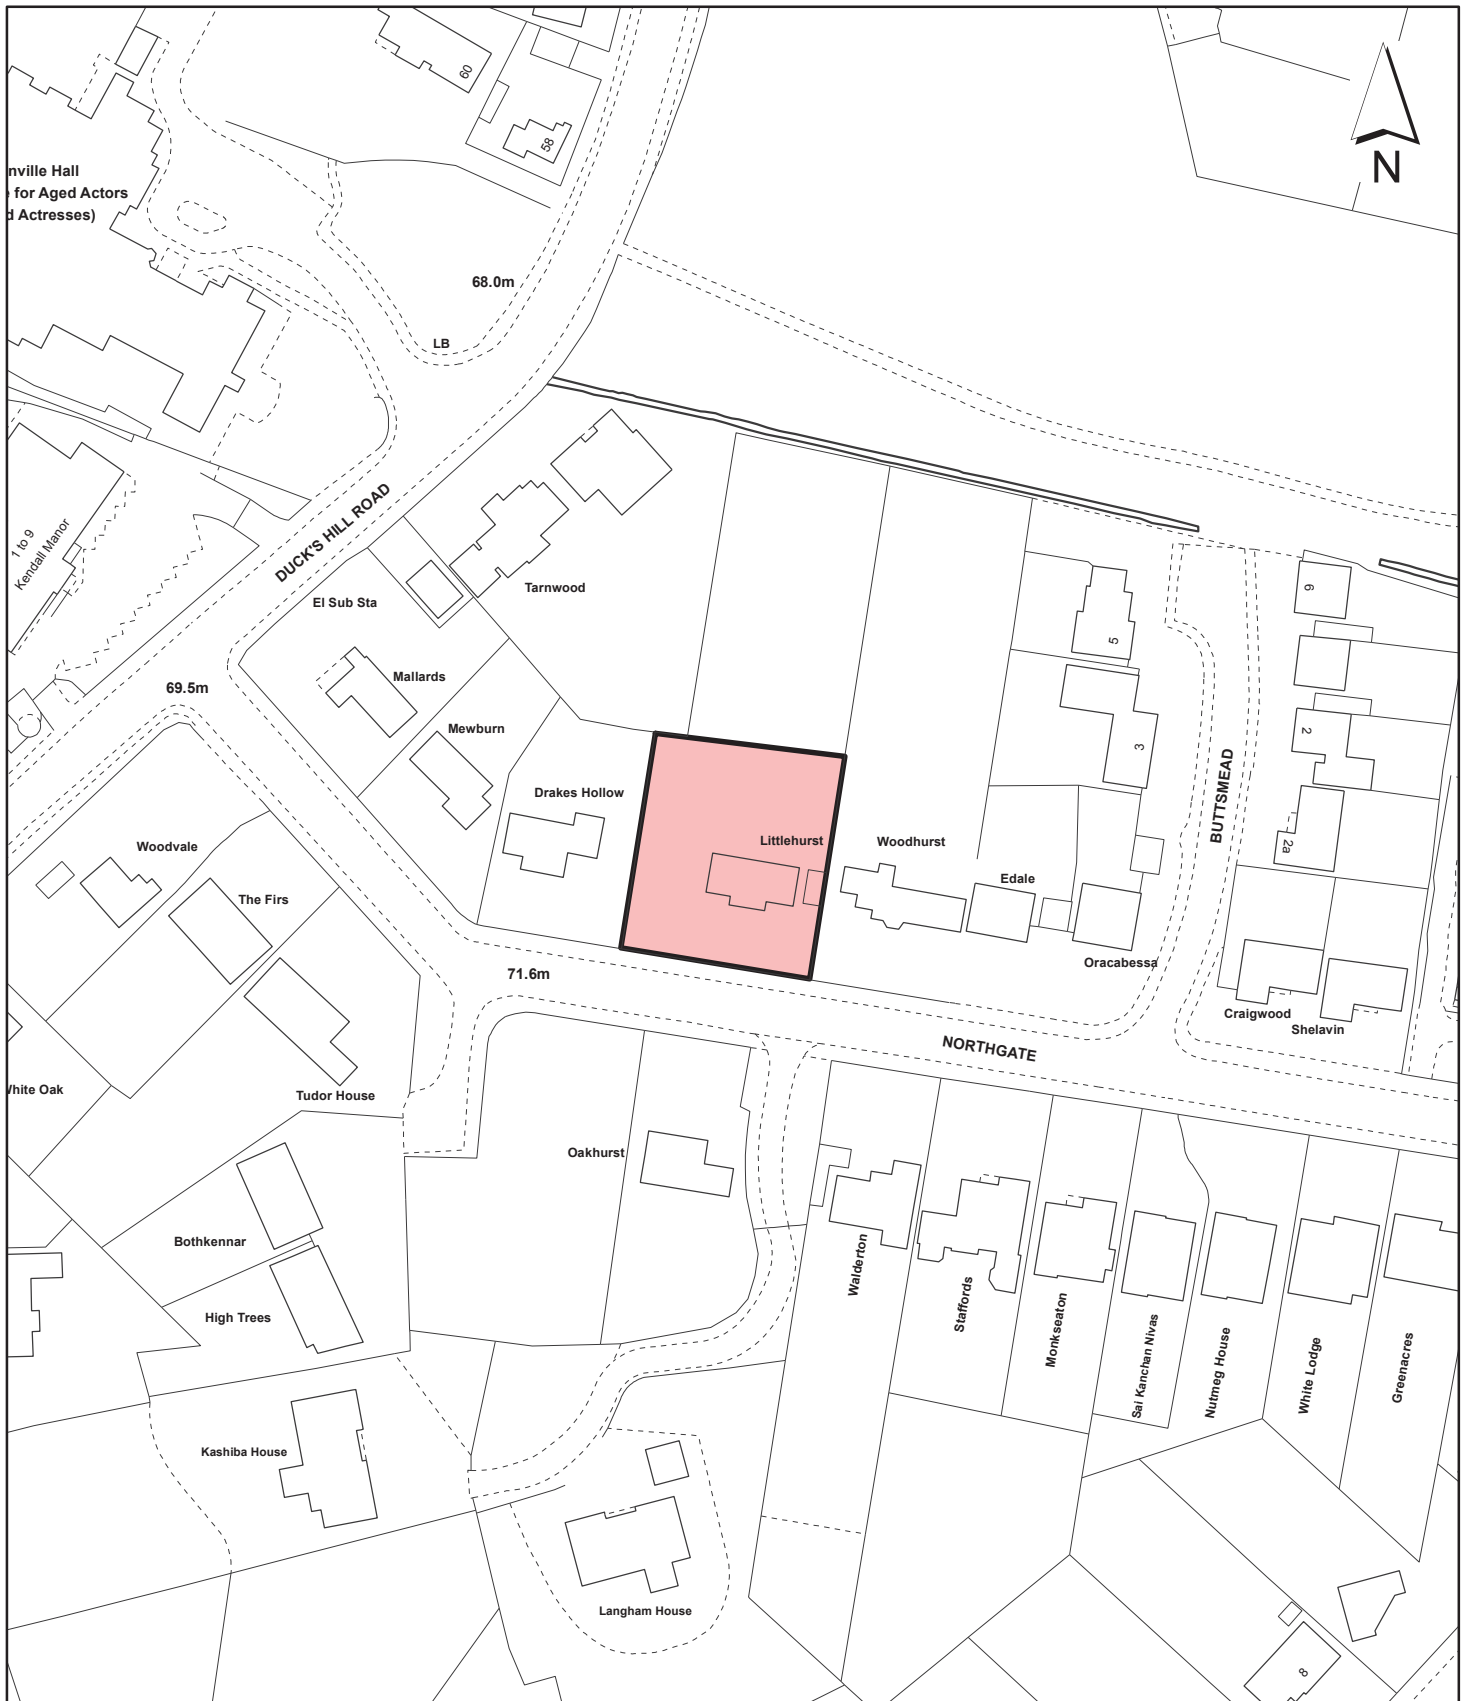 60
58
N
nville Hall
for Aged Actors
d Actresses)
68.0m
LB
DUCK'S HILL ROAD
1 to 9
Kendall Manor
El Sub Sta
Tarnwood
Mallards
69.5m
Mewburn
Drakes Hollow
Littlehurst
Woodhurst
Edale
Oracabessa
5
3
BUTTSMEAD
6
2
2a
Woodvale
The Firs
71.6m
NORTHGATE
Craigwood
Shelavin
White Oak
Tudor House
Oakhurst
Bothkennar
High Trees
Walderton
Staffords
Monkseaton
Sai Kanchan Nivas
Nutmeg House
White Lodge
Greenacres
Kashiba House
Langham House
8